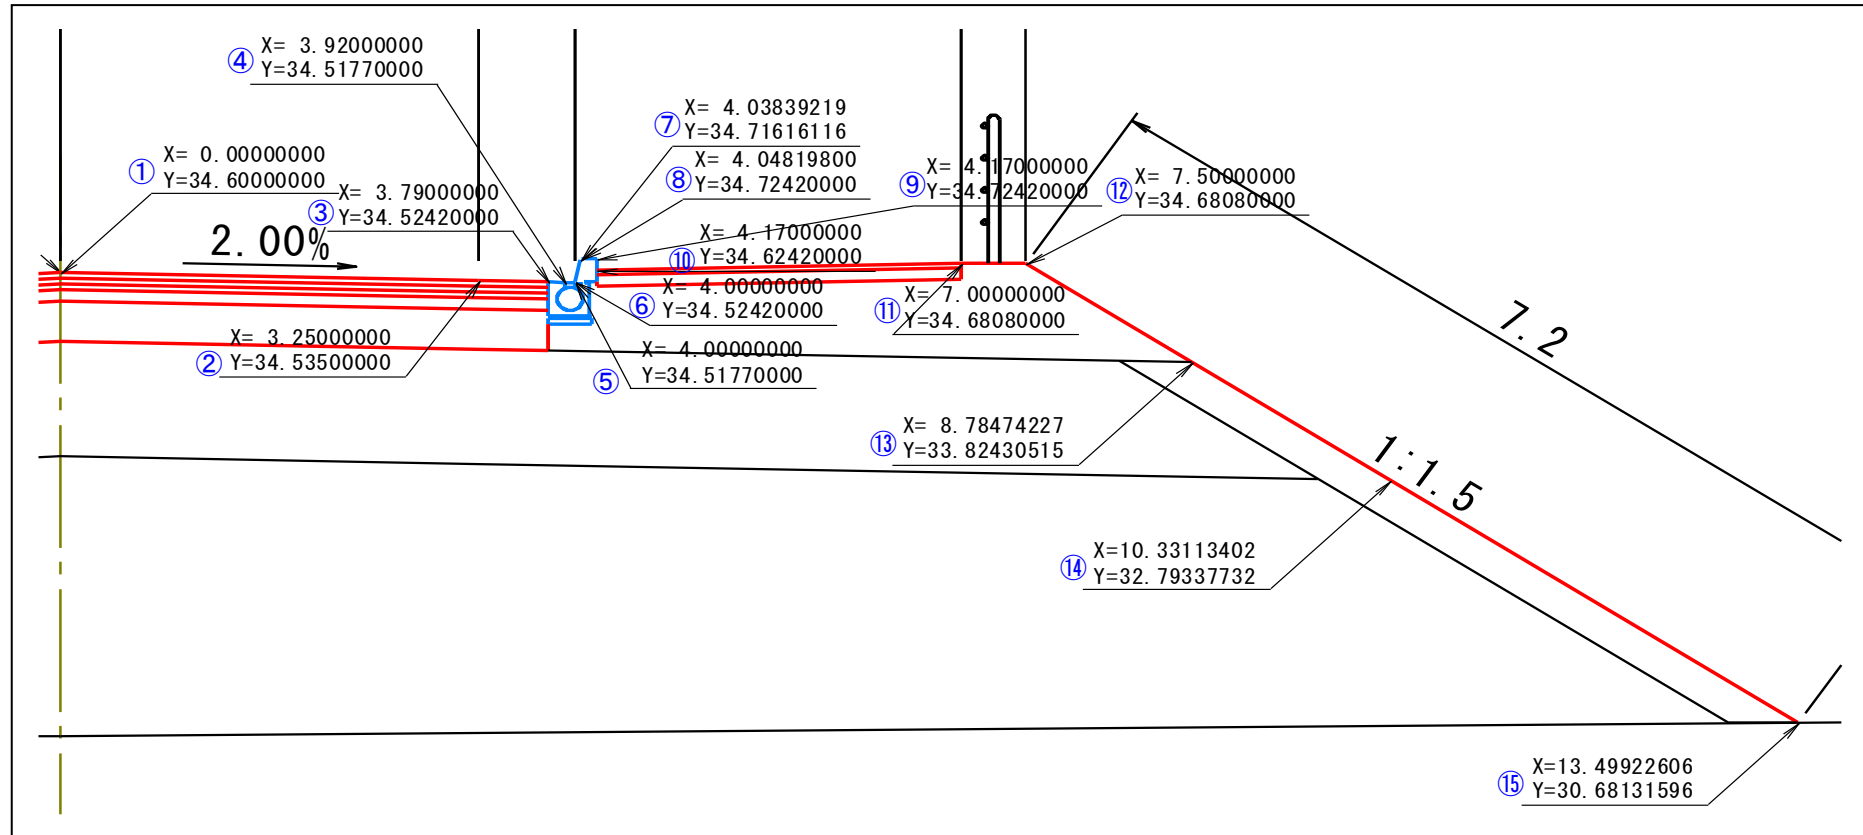 ④ X= 3.92000000
Y=34.51770000
⑦ X= 4.03839219
Y=34.71616116
① X= 0.00000000
Y=34.60000000
⑧ X= 4.04819800
Y=34.72420000
⑨ X= 4.17000000
Y=34.72420000
⑫ X= 7.50000000
Y=34.68080000
③ X= 3.79000000
Y=34.52420000
2.00%
⑩ X= 4.17000000
Y=34.62420000
⑥ X= 4.00000000
Y=34.52420000
⑪ X= 7.00000000
Y=34.68080000
7.2
② X= 3.25000000
Y=34.53500000
⑤ X= 4.00000000
Y=34.51770000
⑬ X= 8.78474227
Y=33.82430515
1:1.5
⑭ X=10.33113402
Y=32.79337732
⑮ X=13.49922606
Y=30.68131596